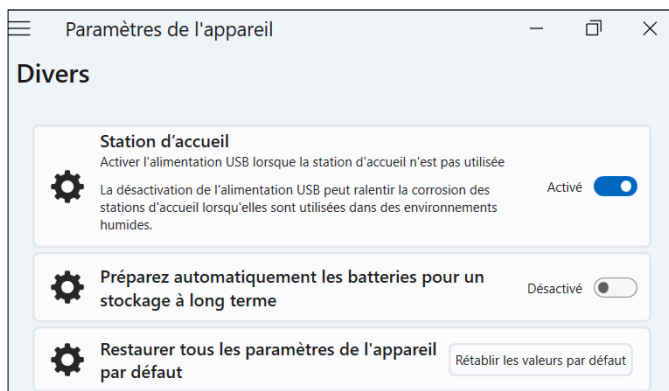 Paramètres de l'appareil
Divers
Station d'accueil
Activer l'alimentation USB lorsque la station d'accueil n'est pas utilisée
La désactivation de l'alimentation USB peut ralentir la corrosion des
stations d'accueil lorsqu'elles sont utilisées dans des environnements
humides.
Activé
Préparez automatiquement les batteries pour un
stockage à long terme
Désactivé
Restaurer tous les paramètres de l'appareil
par défaut
Rétablir les valeurs par défaut